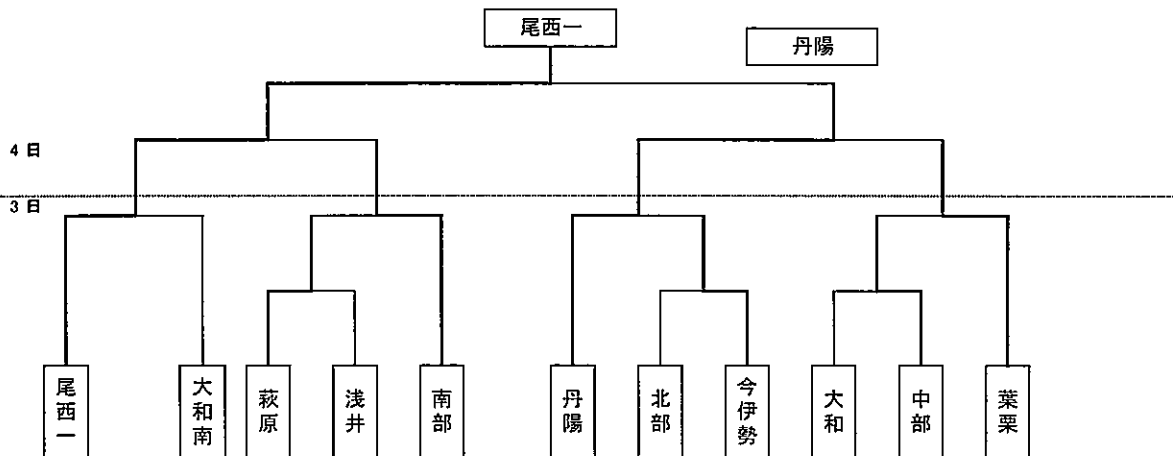 尾西一
丹陽
4日
3日
尾西一
大和南
萩原
浅井
南部
丹陽
北部
今伊勢
大和
中部
葉栗